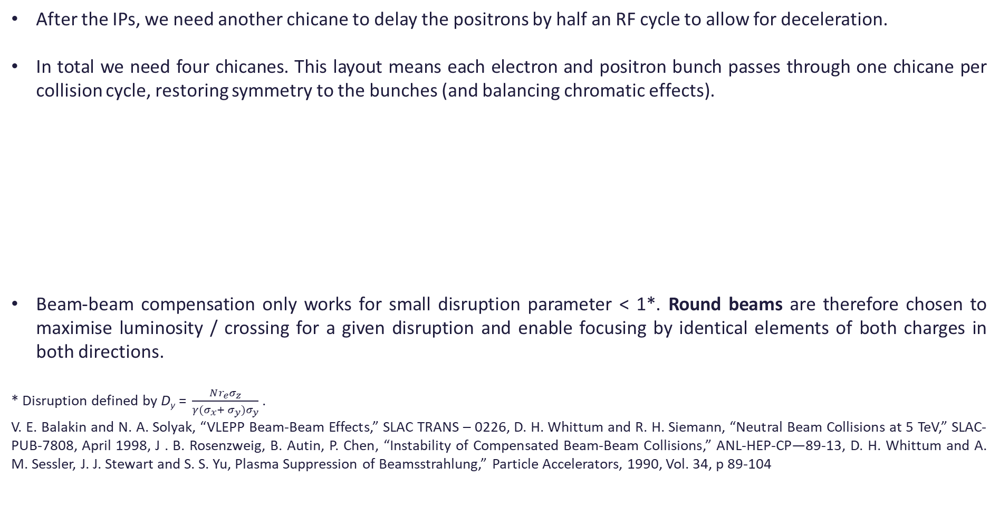 • After the IPs, we need another chicane to delay the positrons by half an RF cycle to allow for deceleration.
• In total we need four chicanes. This layout means each electron and positron bunch passes through one chicane per
collision cycle, restoring symmetry to the bunches (and balancing chromatic effects).
• Beam-beam compensation only works for small disruption parameter < 1*. Round beams are therefore chosen to
maximise luminosity / crossing for a given disruption and enable focusing by identical elements of both charges in
both directions.
* Disruption defined by D_y = \frac{N r_e σ_z}{γ(σ_x + σ_y)σ_y} .
V. E. Balakin and N. A. Solyak, “VLEPP Beam-Beam Effects,” SLAC TRANS – 0226, D. H. Whittum and R. H. Siemann, “Neutral Beam Collisions at 5 TeV,” SLAC-
PUB-7808, April 1998, J . B. Rosenzweig, B. Autin, P. Chen, “Instability of Compensated Beam-Beam Collisions,” ANL-HEP-CP—89-13, D. H. Whittum and A.
M. Sessler, J. J. Stewart and S. S. Yu, Plasma Suppression of Beamsstrahlung,” Particle Accelerators, 1990, Vol. 34, p 89-104